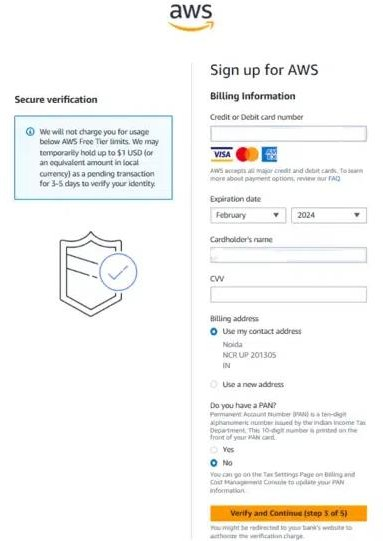 aws
Sign up for AWS
Secure verification
We will not charge you for usage
below AWS Free Tier limits. We may
temporarily hold up to $1 USD (or
an equivalent amount in local
currency) as a pending transaction
for 3-5 days to verify your identity.
Billing Information
Credit or Debit card number
VISA
AWS accepts all major credit and debit cards. To learn
more about payment options, review our FAQ.
Expiration date
February
2024
Cardholder's name
CVV
Billing address
Use my contact address
Noida
NCR UP 201305
IN
Use a new address
Do you have a PAN?
Permanent Account Number (PAN) is a ten-digit
alphanumeric number issued by the Indian Income Tax
Department. This 10-digit number is printed on the
front of your PAN card.
Yes
No
You can go on the Tax Settings Page on Billing and
Cost Management Console to update your PAN
information.
Verify and Continue (step 3 of 5)
You might be redirected to your bank's website to
authorize the verification charge.